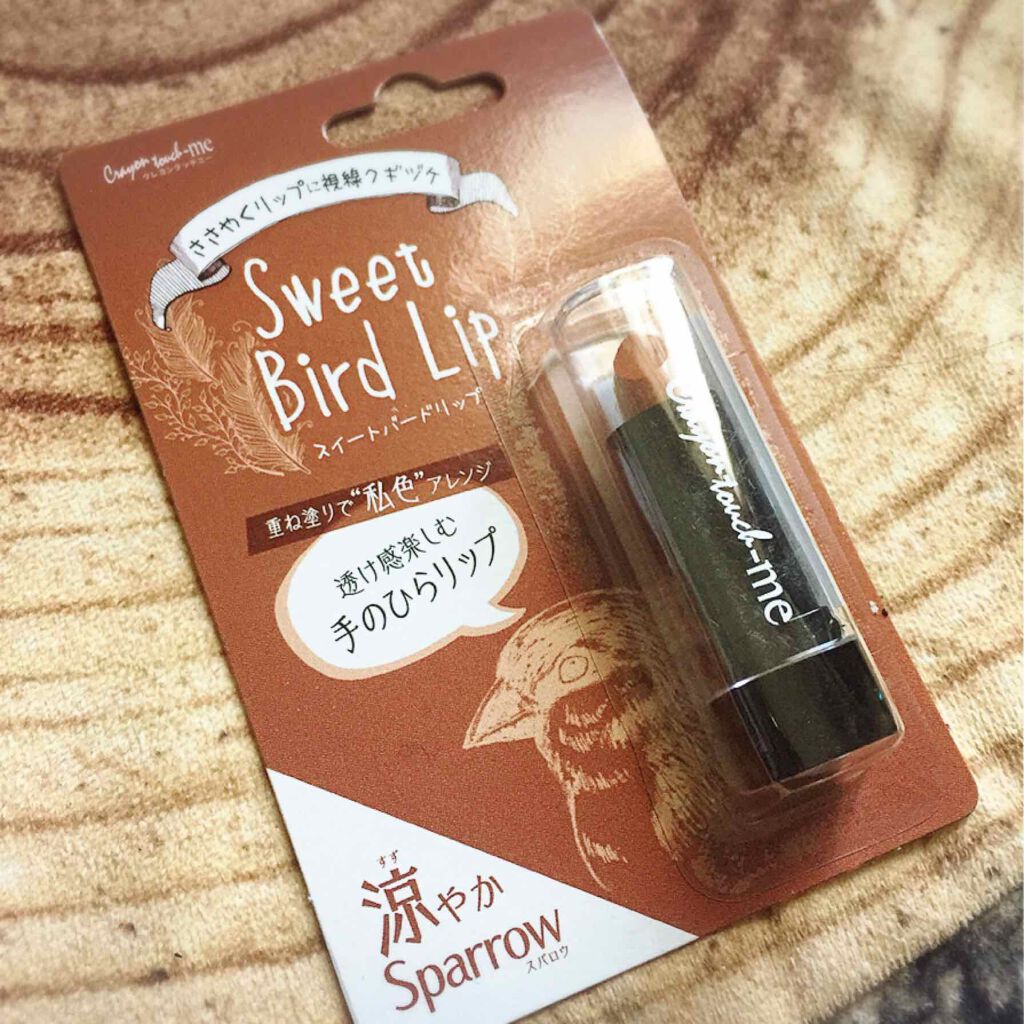 Crayon touch-me
クレヨンタッチミー
ささやくリップに視線クギヅケ
Sweet
Bird Lip
スイートバードリップ
重ね塗りで“私色”アレンジ
透け感楽しむ
手のひらリップ
Crayon touch-me
すず
涼やか
Sparrow
スパロウ